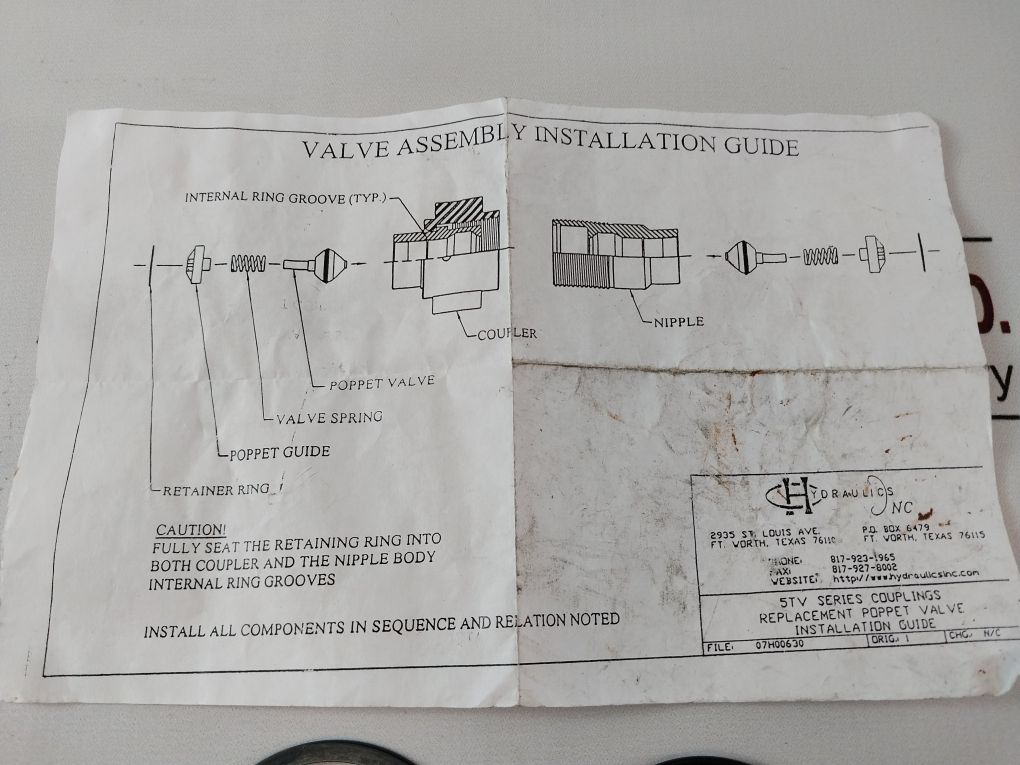 VALVE ASSEMBLY INSTALLATION GUIDE
INTERNAL RING GROOVE (TYP.)
COUPLER
NIPPLE
POPPET VALVE
VALVE SPRING
POPPET GUIDE
RETAINER RING
CAUTION!
FULLY SEAT THE RETAINING RING INTO
BOTH COUPLER AND THE NIPPLE BODY
INTERNAL RING GROOVES
INSTALL ALL COMPONENTS IN SEQUENCE AND RELATION NOTED
HYDRAULICS
INC
2935 ST. LOUIS AVE. P.O. BOX 6479
FT. WORTH, TEXAS 76110 FT. WORTH, TEXAS 76115
PHONE: 817-923-1965
FAX: 817-927-8002
WEBSITE: http://www.hydraulicsinc.com
5TV SERIES COUPLINGS
REPLACEMENT POPPET VALVE
INSTALLATION GUIDE
FILE: 07H00630 ORIG. 1 CHG. N/C
D.
y